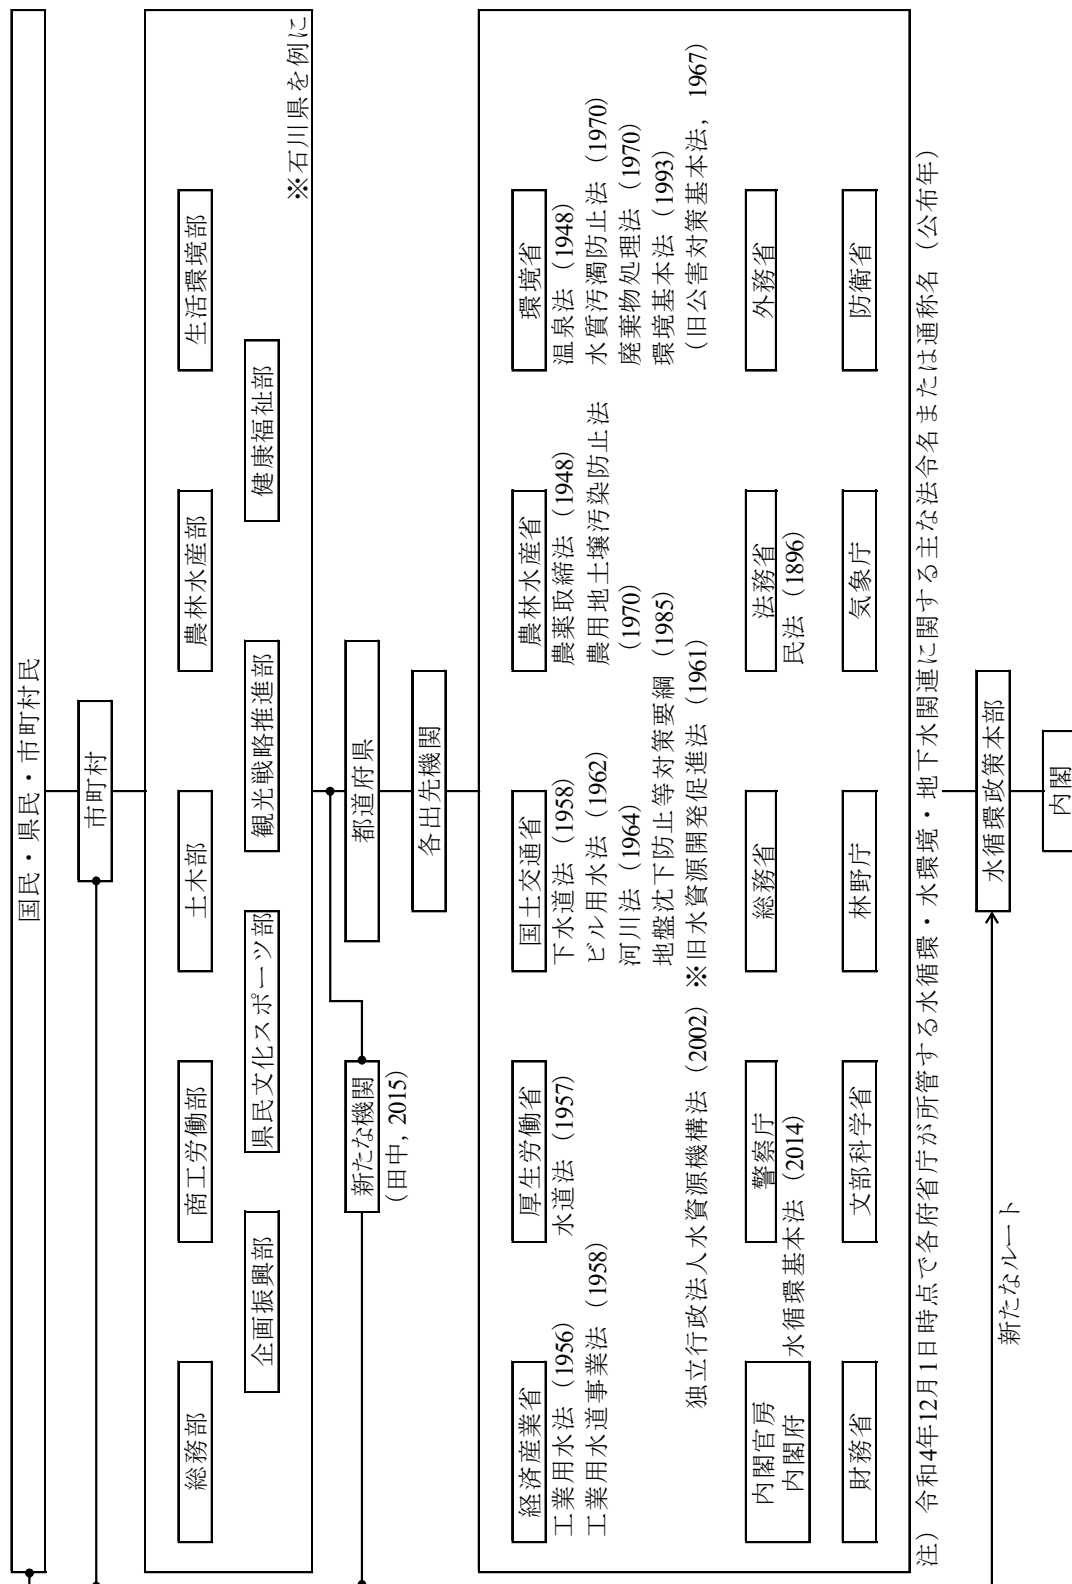 国民・県民・市町村民
市町村
総務部
商工労働部
土木部
農林水産部
生活環境部
企画振興部
県民文化スポーツ部
観光戦略推進部
健康福祉部
※石川県を例に
新たな機関
(田中, 2015)
都道府県
各出先機関
経済産業省
工業用水法 (1956)
工業用水道事業法 (1958)
厚生労働省
水道法 (1957)
国土交通省
下水道法 (1958)
ビル用水法 (1962)
河川法 (1964)
地盤沈下防止等対策要綱 (1985)
独立行政法人水資源機構法 (2002) ※旧水資源開発促進法 (1961)
農林水産省
農薬取締法 (1948)
農用地土壌汚染防止法
(1970)
環境省
温泉法 (1948)
水質汚濁防止法 (1970)
廃棄物処理法 (1970)
環境基本法 (1993)
(旧公害対策基本法, 1967)
内閣官房
内閣府
水循環基本法 (2014)
警察庁
総務省
法務省
民法 (1896)
外務省
財務省
文部科学省
林野庁
気象庁
防衛省
注) 令和4年12月1日時点で各府省庁が所管する水循環・水環境・地下水関連に関する主な法令名または通称名 (公布年)
新たなルート
水循環政策本部
内閣